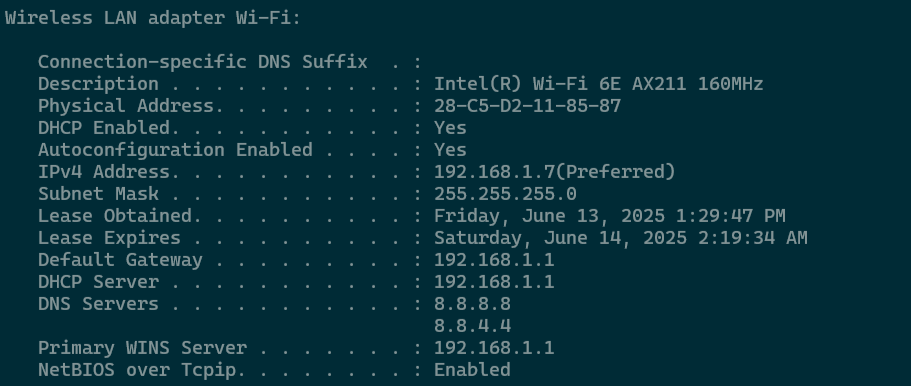 Wireless LAN adapter Wi-Fi:
Connection-specific DNS Suffix  . :
Description . . . . . . . . . . . : Intel(R) Wi-Fi 6E AX211 160MHz
Physical Address. . . . . . . . . : 28-C5-D2-11-85-87
DHCP Enabled. . . . . . . . . . . : Yes
Autoconfiguration Enabled . . . . : Yes
IPv4 Address. . . . . . . . . . . : 192.168.1.7(Preferred)
Subnet Mask . . . . . . . . . . . : 255.255.255.0
Lease Obtained. . . . . . . . . . : Friday, June 13, 2025 1:29:47 PM
Lease Expires . . . . . . . . . . : Saturday, June 14, 2025 2:19:34 AM
Default Gateway . . . . . . . . . : 192.168.1.1
DHCP Server . . . . . . . . . . . : 192.168.1.1
DNS Servers . . . . . . . . . . . : 8.8.8.8
8.8.4.4
Primary WINS Server . . . . . . . : 192.168.1.1
NetBIOS over Tcpip. . . . . . . . : Enabled